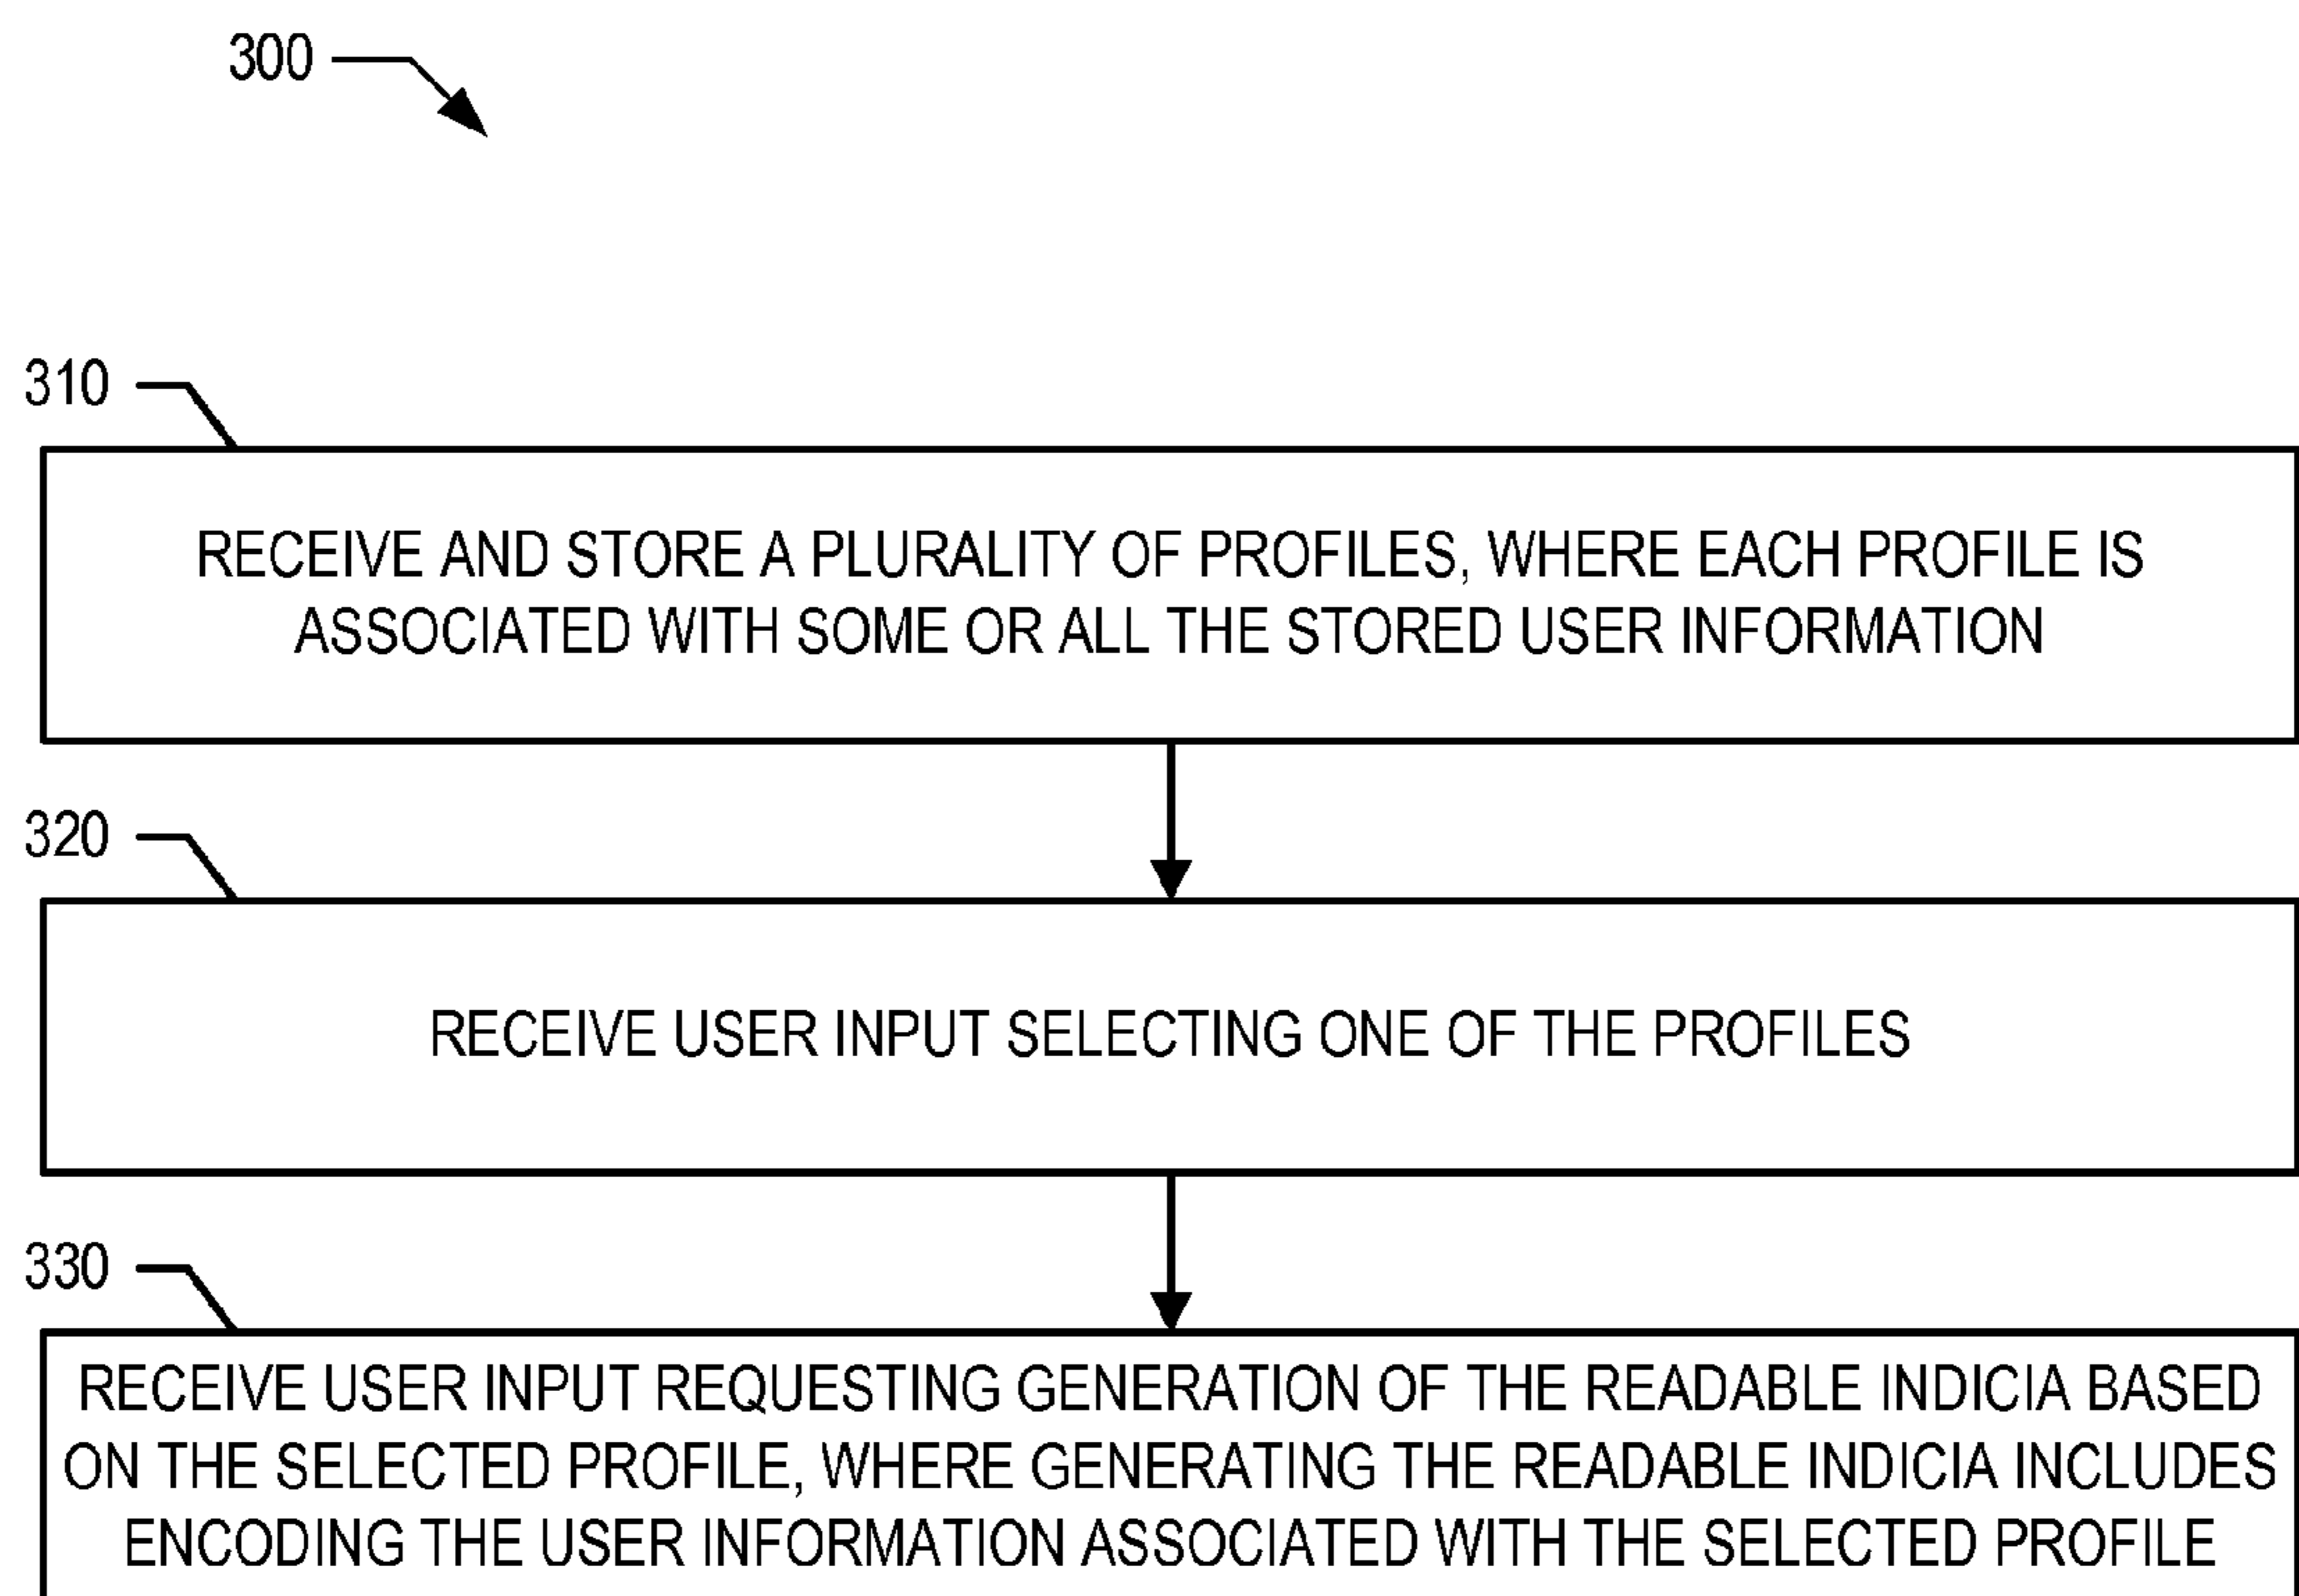 300
310
RECEIVE AND STORE A PLURALITY OF PROFILES, WHERE EACH PROFILE IS
ASSOCIATED WITH SOME OR ALL THE STORED USER INFORMATION
320
RECEIVE USER INPUT SELECTING ONE OF THE PROFILES
330
RECEIVE USER INPUT REQUESTING GENERATION OF THE READABLE INDICIA BASED
ON THE SELECTED PROFILE, WHERE GENERATING THE READABLE INDICIA INCLUDES
ENCODING THE USER INFORMATION ASSOCIATED WITH THE SELECTED PROFILE